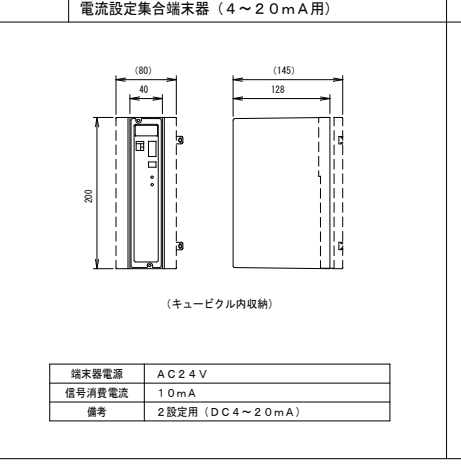 電流設定集合端末器（４～２０ｍＡ用）
(80)
40
(145)
128
200
（キュービクル内収納）
端末器電源 ＡＣ２４Ｖ
信号消費電流 １０ｍＡ
備考 ２設定用（ＤＣ４～２０ｍＡ）